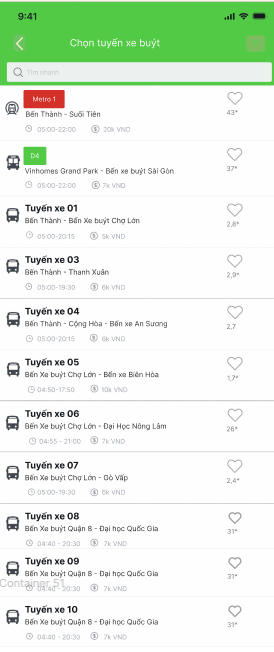 9:41
Chọn tuyến xe buýt
Tìm nhanh
Metro 1
Bến Thành - Suối Tiên
05:00-22:00 20k VND
43*
D4
Vinhomes Grand Park - Bến xe buýt Sài Gòn
05:00-22:00 7k VND
37*
Tuyến xe 01
Bến Thành - Bến Xe buýt Chợ Lớn
05:00-20:15 5k VND
2,8*
Tuyến xe 03
Bến Thành - Thạnh Xuân
05:00-19:30 6k VND
2,9*
Tuyến xe 04
Bến Thành - Cộng Hòa - Bến xe An Sương
05:00-20:15 6k VND
2,7
Tuyến xe 05
Bến Xe buýt Chợ Lớn - Bến xe Biên Hòa
04:50-17:50 10k VND
1,7*
Tuyến xe 06
Bến Xe buýt Chợ Lớn - Đại Học Nông Lâm
04:55 - 21:00 7k VND
26*
Tuyến xe 07
Bến Xe buýt Chợ Lớn - Gò Vấp
05:00-19:30 6k VND
2,4*
Tuyến xe 08
Bến Xe buýt Quận 8 - Đại học Quốc Gia
04:40 - 20:30 7k VND
31*
Tuyến xe 09
Bến Xe buýt Quận 8 - Đại học Quốc Gia
Container 51
04:40 - 20:30 7k VND
31*
Tuyến xe 10
Bến Xe buýt Quận 8 - Đại học Quốc Gia
04:40 - 20:30 7k VND
31*